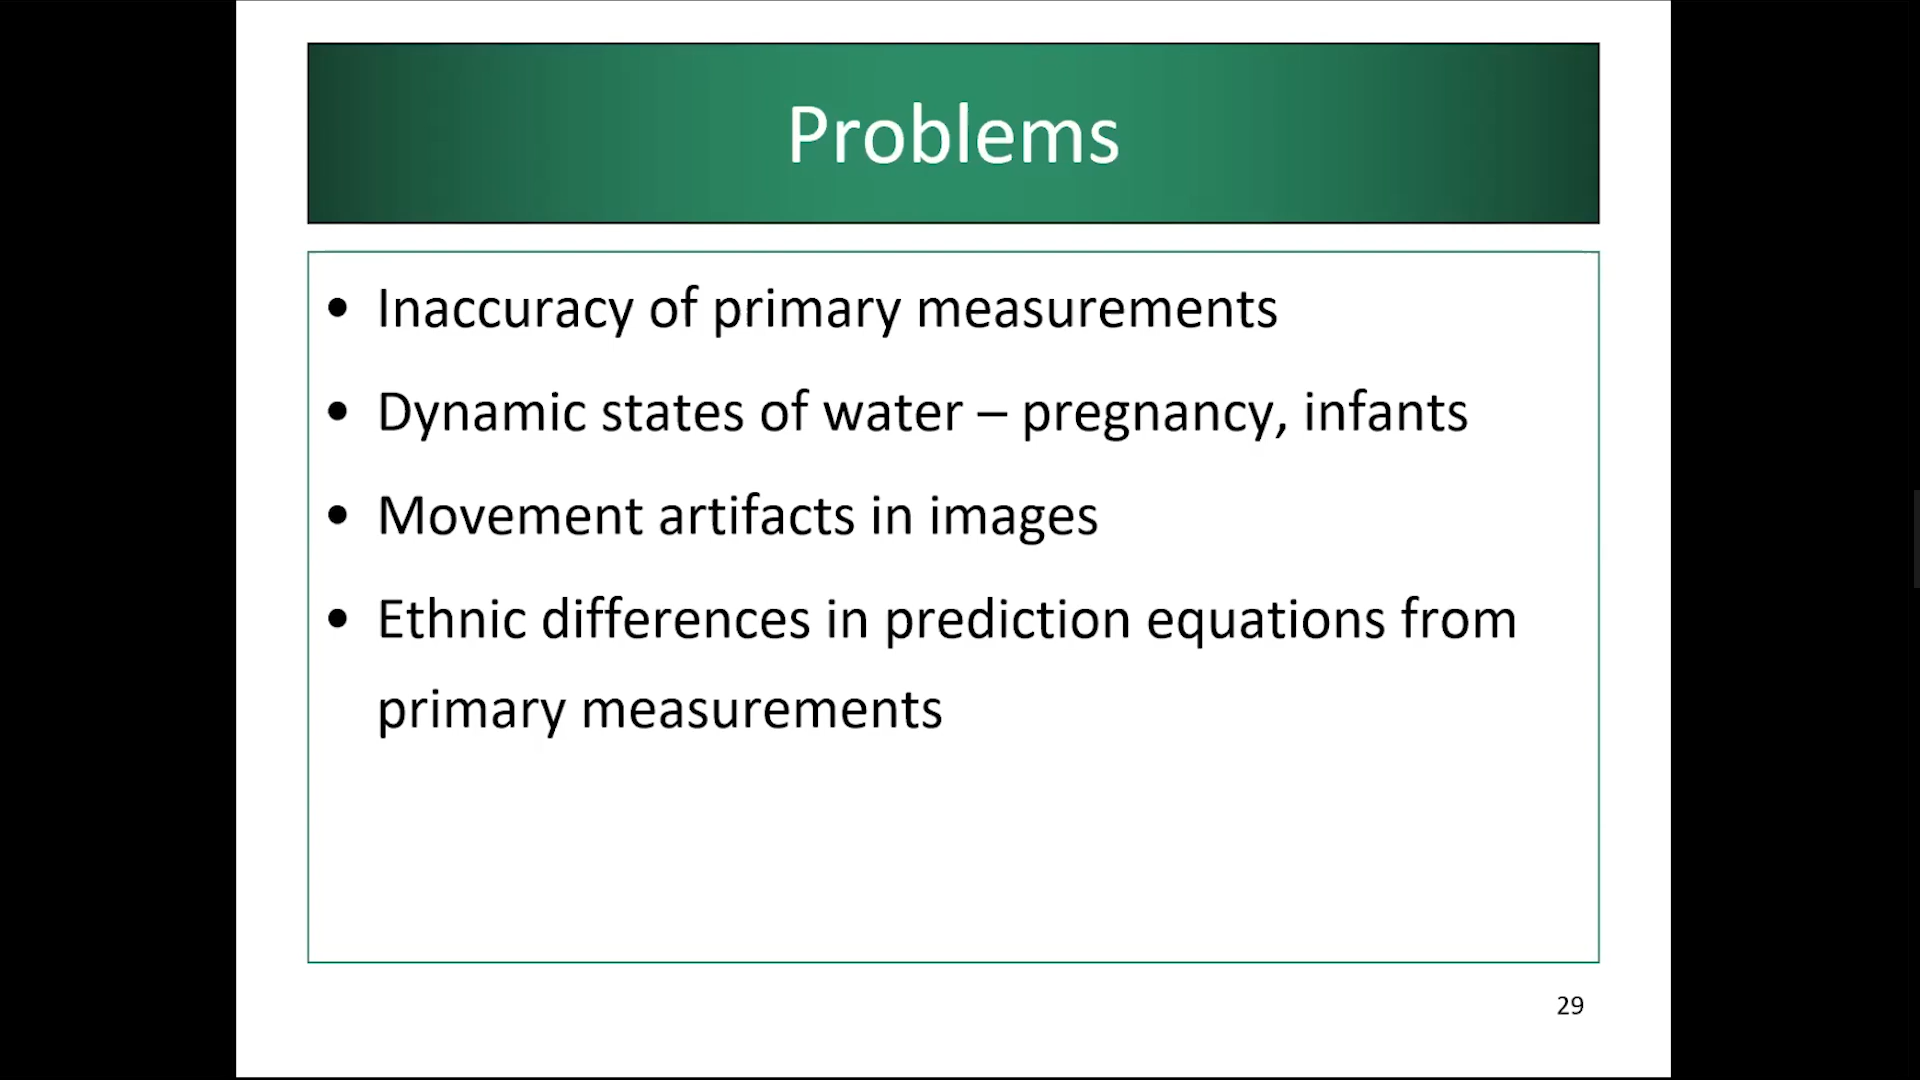 Problems
• Inaccuracy of primary measurements
• Dynamic states of water – pregnancy, infants
• Movement artifacts in images
• Ethnic differences in prediction equations from
primary measurements
29